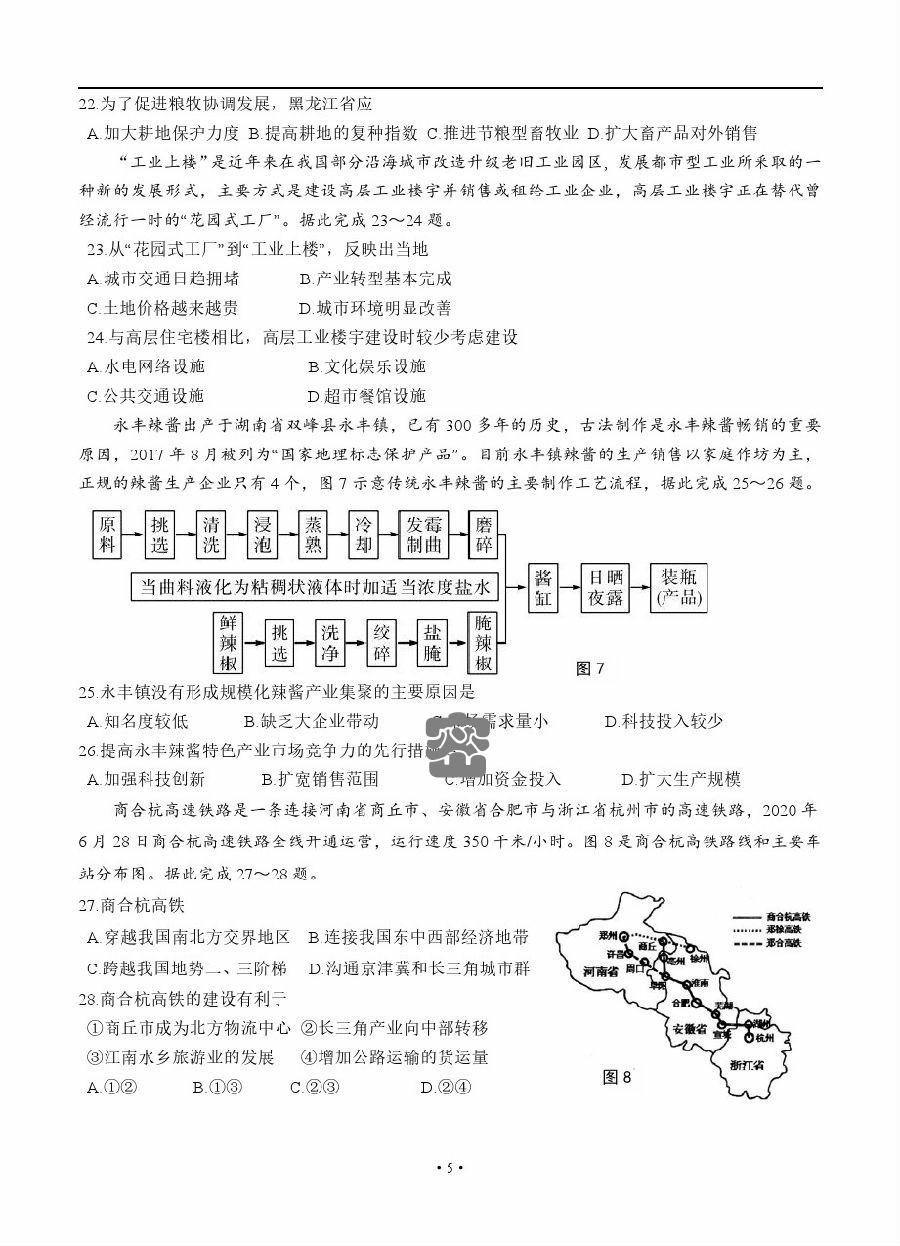 22.为了促进粮牧协调发展，黑龙江省应
A.加大耕地保护力度 B.提高耕地的复种指数 C.推进节粮型畜牧业 D.扩大畜产品对外销售
“工业上楼”是近年来在我国部分沿海城市改造升级老旧工业园区，发展都市型工业所采取的一
种新的发展形式，主要方式是建设高层工业楼宇并销售或租给工业企业，高层工业楼宇正在替代曾
经流行一时的“花园式工厂”。据此完成 23～24 题。
23.从“花园式工厂”到“工业上楼”，反映出当地
A.城市交通日趋拥堵 B.产业转型基本完成
C.土地价格越来越贵 D.城市环境明显改善
24.与高层住宅楼相比，高层工业楼宇建设时较少考虑建设
A.水电网络设施 B.文化娱乐设施
C.公共交通设施 D.超市餐馆设施
永丰辣酱出产于湖南省双峰县永丰镇，已有 300 多年的历史，古法制作是永丰辣酱畅销的重要
原因，2017 年 8 月被列为“国家地理标志保护产品”。目前永丰镇辣酱的生产销售以家庭作坊为主，
正规的辣酱生产企业只有 4 个，图 7 示意传统永丰辣酱的主要制作工艺流程，据此完成 25～26 题。
原料 挑选 清洗 浸泡 蒸熟 冷却 发霉制曲 磨碎
当曲料液化为粘稠状液体时加适当浓度盐水 酱缸 日晒夜露 装瓶(产品)
鲜辣椒 挑选 洗净 绞碎 盐腌 腌辣椒
图 7
25.永丰镇没有形成规模化辣酱产业集聚的主要原因是
A.知名度较低 B.缺乏大企业带动 需求量小 D.科技投入较少
26.提高永丰辣酱特色产业市场竞争力的先行措
A.加强科技创新 B.扩宽销售范围 C.增加资金投入 D.扩大生产规模
商合杭高速铁路是一条连接河南省商丘市、安徽省合肥市与浙江省杭州市的高速铁路，2020 年
6 月 28 日商合杭高速铁路全线开通运营，运行速度 350 千米/小时。图 8 是商合杭高铁路线和主要车
站分布图。据此完成 27～28 题。
27.商合杭高铁
A.穿越我国南北方交界地区 B.连接我国东中西部经济地带
C.跨越我国地势二、三阶梯 D.沟通京津冀和长三角城市群
28.商合杭高铁的建设有利于
①商丘市成为北方物流中心 ②长三角产业向中部转移
③江南水乡旅游业的发展 ④增加公路运输的货运量
A.①② B.①③ C.②③ D.②④
商合杭高铁
郑徐高铁
郑合高铁
郑州
商丘
许昌
亳州
徐州
河南省
周口
阜阳
淮南
合肥
芜湖
安徽省
宣城
湖州
杭州
浙江省
图 8
·5·